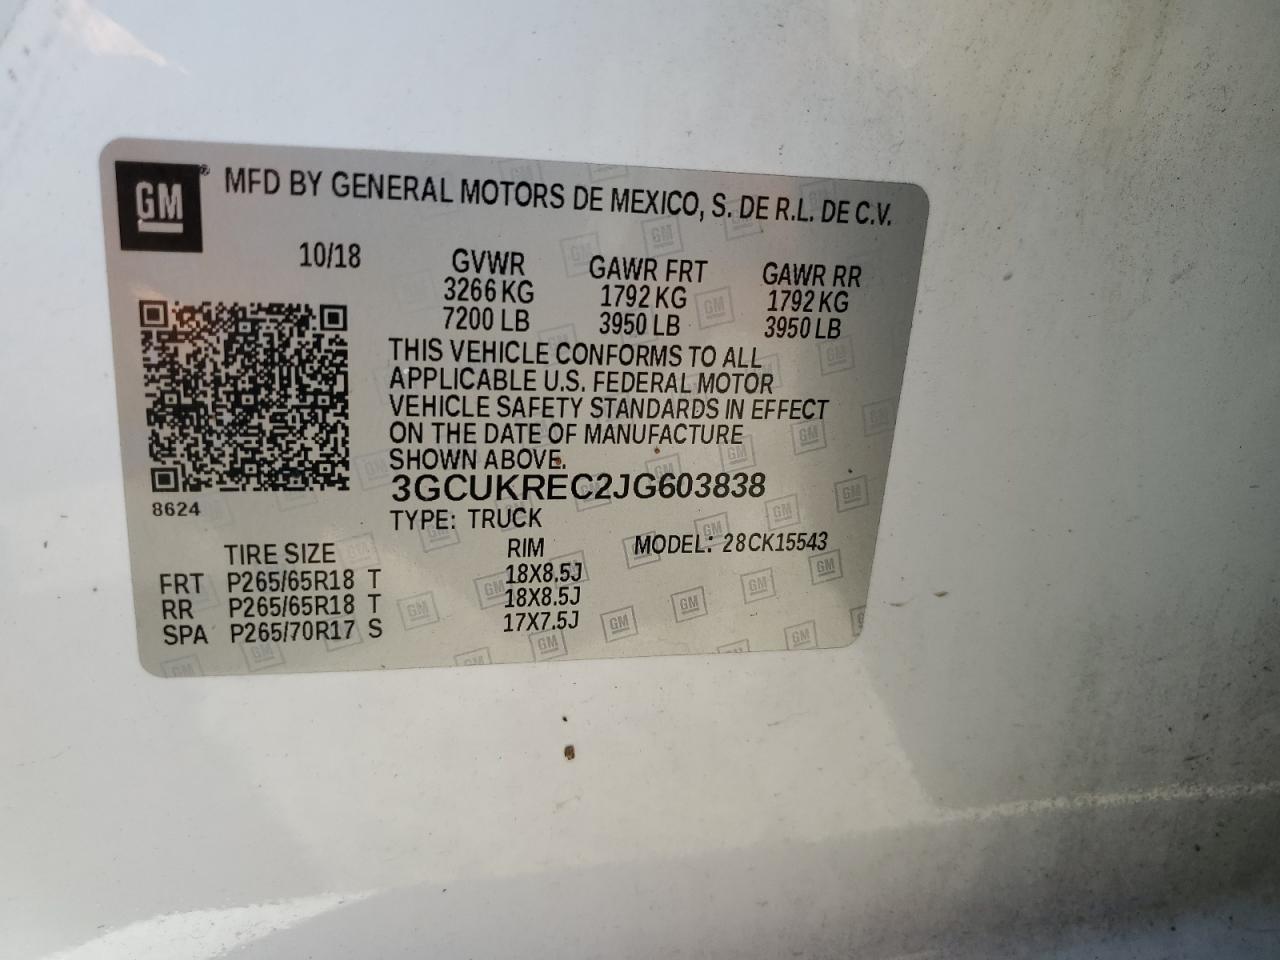 GM® MFD BY GENERAL MOTORS DE MEXICO, S. DE R.L. DE C.V.
10/18 GVWR GAWR FRT GAWR RR
3266 KG 1792 KG 1792 KG
7200 LB 3950 LB 3950 LB
THIS VEHICLE CONFORMS TO ALL
APPLICABLE U.S. FEDERAL MOTOR
VEHICLE SAFETY STANDARDS IN EFFECT
ON THE DATE OF MANUFACTURE
SHOWN ABOVE.
3GCUKREC2JG603838
8624
TYPE: TRUCK
TIRE SIZE RIM MODEL: 28CK15543
FRT P265/65R18 T 18X8.5J
RR P265/65R18 T 18X8.5J
SPA P265/70R17 S 17X7.5J